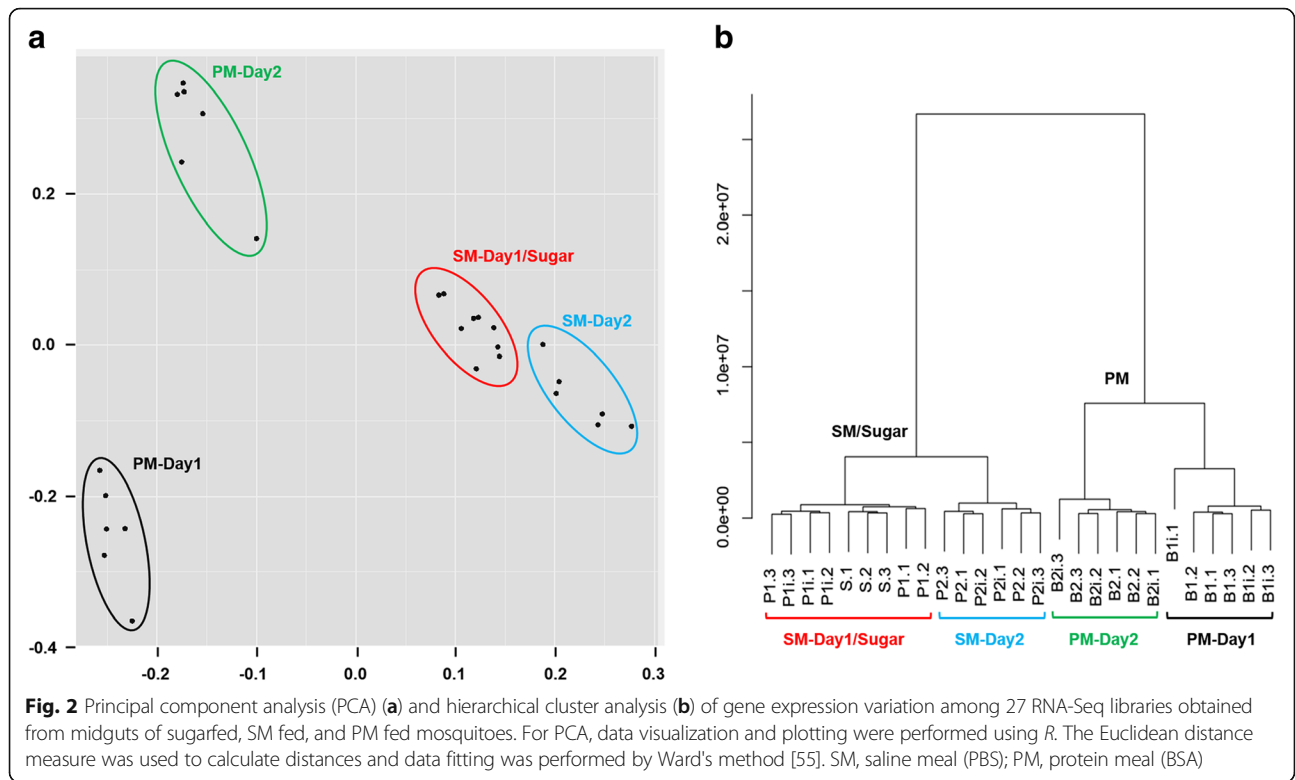 a
PM-Day2
SM-Day1/Sugar
SM-Day2
PM-Day1
0.2
0.0
-0.2
-0.4
-0.2
-0.1
0.0
0.1
0.2
0.3
b
2.0e+07
1.0e+07
0.0e+00
SM/Sugar
PM
P1.3
P1i.3
P1i.1
P1i.2
S.1
S.2
S.3
P1.1
P1.2
P2.3
P2.1
P2i.2
P2i.1
P2.2
P2i.3
B2i.3
B2.3
B2i.2
B2.1
B2.2
B2i.1
B1i.1
B1.2
B1.1
B1.3
B1i.2
B1i.3
SM-Day1/Sugar
SM-Day2
PM-Day2
PM-Day1
Fig. 2 Principal component analysis (PCA) (a) and hierarchical cluster analysis (b) of gene expression variation among 27 RNA-Seq libraries obtained
from midguts of sugarfed, SM fed, and PM fed mosquitoes. For PCA, data visualization and plotting were performed using R. The Euclidean distance
measure was used to calculate distances and data fitting was performed by Ward's method [55]. SM, saline meal (PBS); PM, protein meal (BSA)